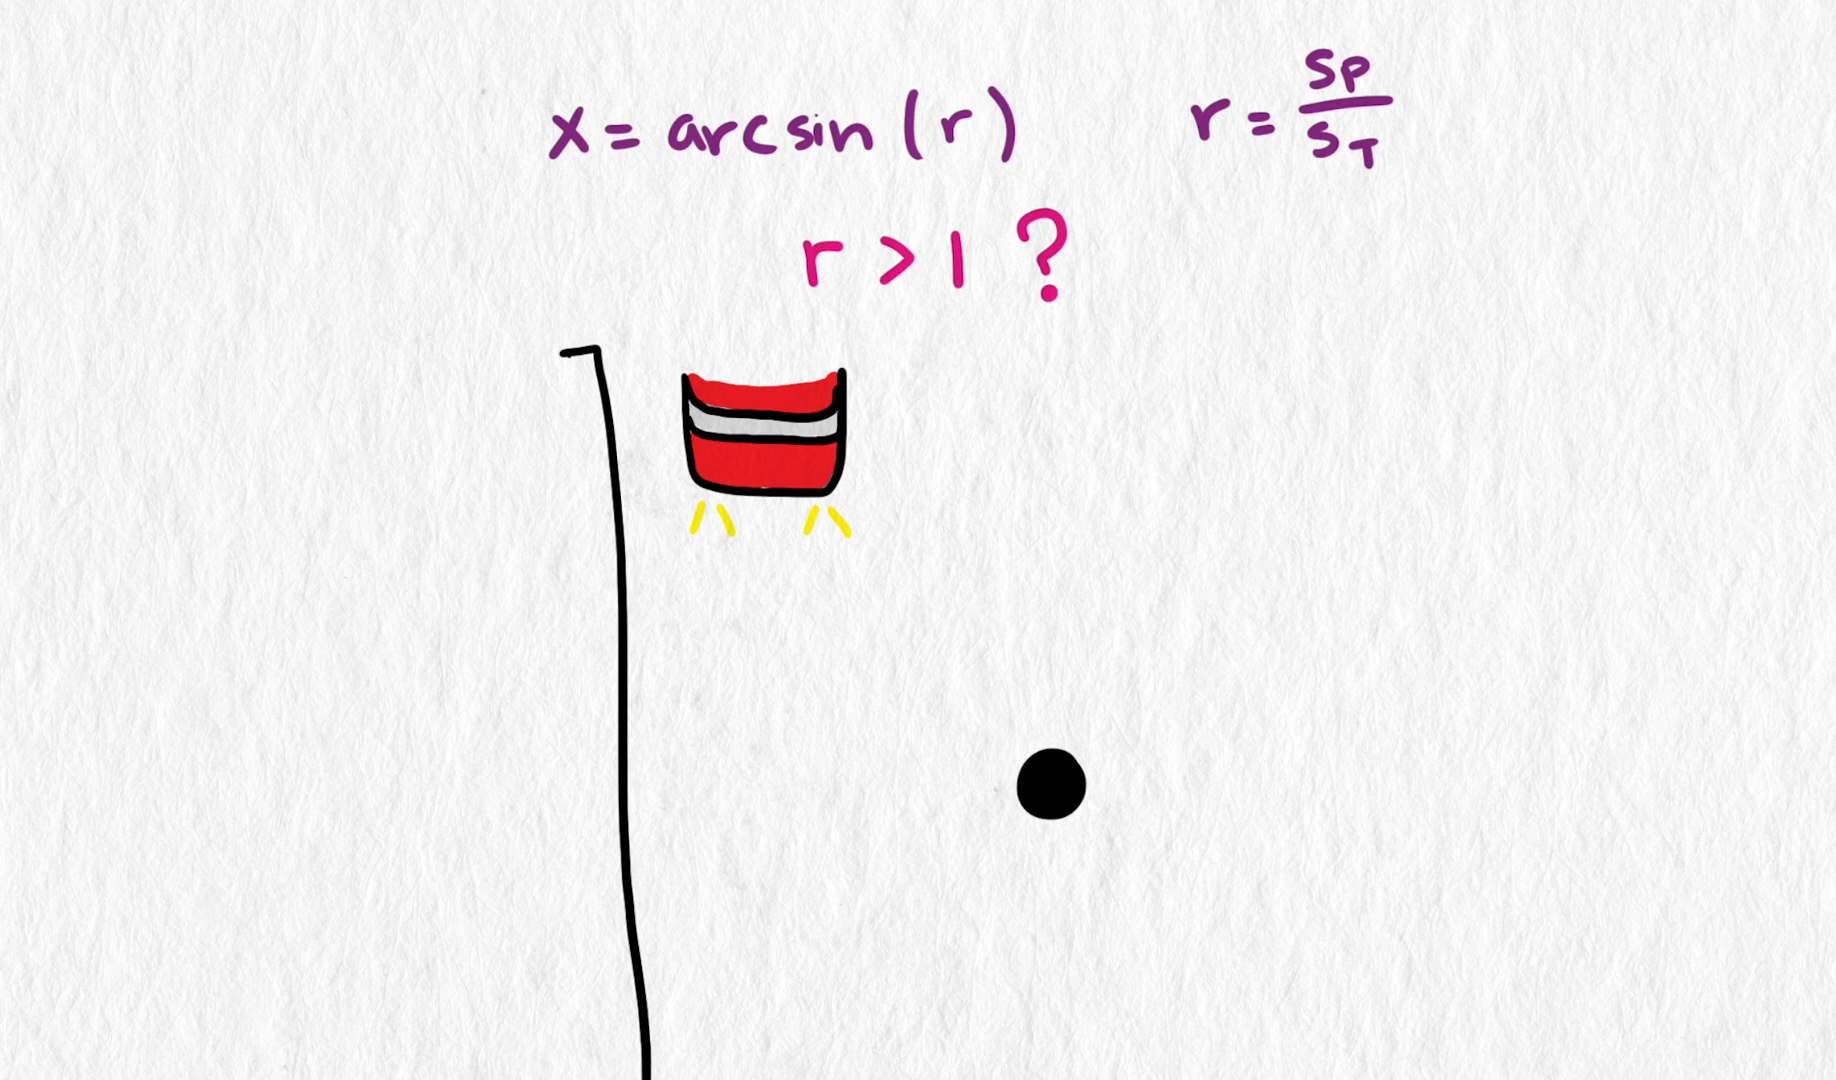 x = arcsin (r)
r = Sp / ST
r > 1 ?